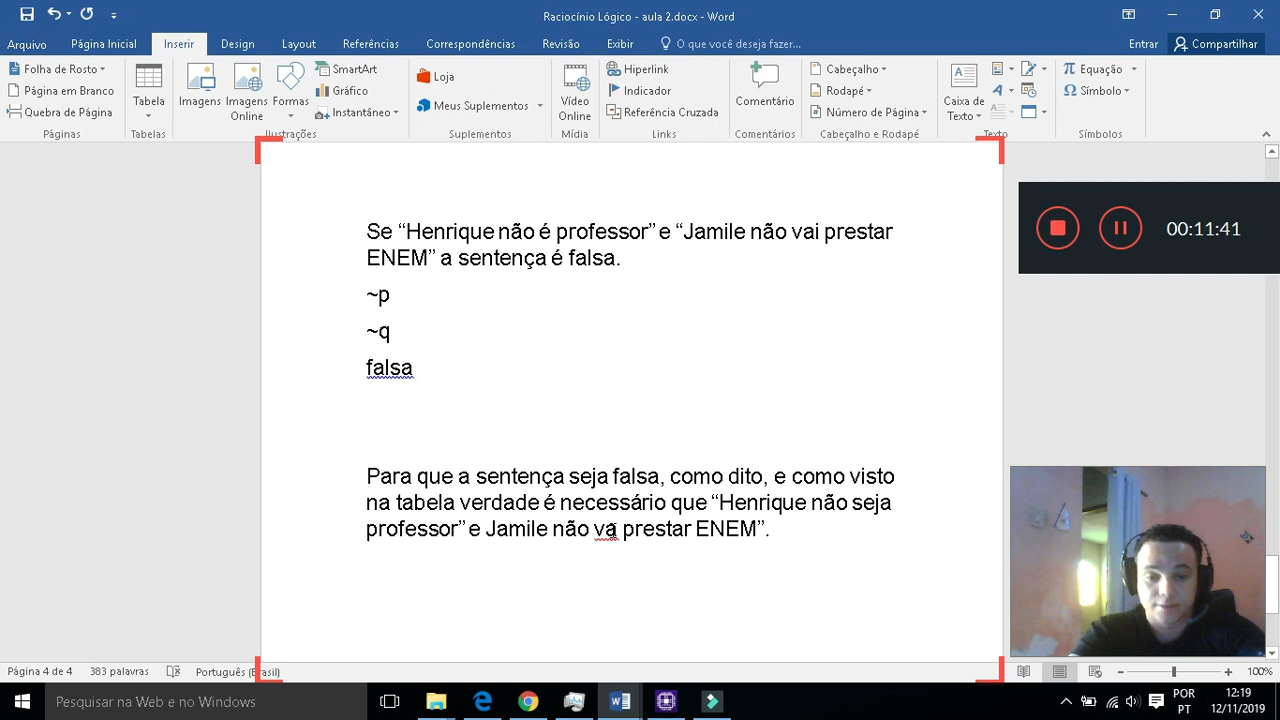 Raciocínio Lógico - aula 2.docx - Word
Arquivo Página Inicial Inserir Design Layout Referências Correspondências Revisão Exibir O que você deseja fazer... Entrar Compartilhar
Folha de Rosto
Página em Branco
Quebra de Página
Páginas
Tabela
Tabelas
Imagens
Imagens Online
Formas
SmartArt
Gráfico
Instantâneo
Ilustrações
Loja
Meus Suplementos
Suplementos
Vídeo Online
Mídia
Hiperlink
Indicador
Referência Cruzada
Links
Comentário
Comentários
Cabeçalho
Rodapé
Número de Página
Cabeçalho e Rodapé
Caixa de Texto
A
Texto
π Equação
Ω Símbolo
Símbolos
00:11:41
Se “Henrique não é professor” e “Jamile não vai prestar
ENEM” a sentença é falsa.
~p
~q
falsa
Para que a sentença seja falsa, como dito, e como visto
na tabela verdade é necessário que “Henrique não seja
professor” e Jamile não va prestar ENEM”.
Página 4 de 4 383 palavras Português (Brasil) 100%
Pesquisar na Web e no Windows
POR
PT
12:19
12/11/2019